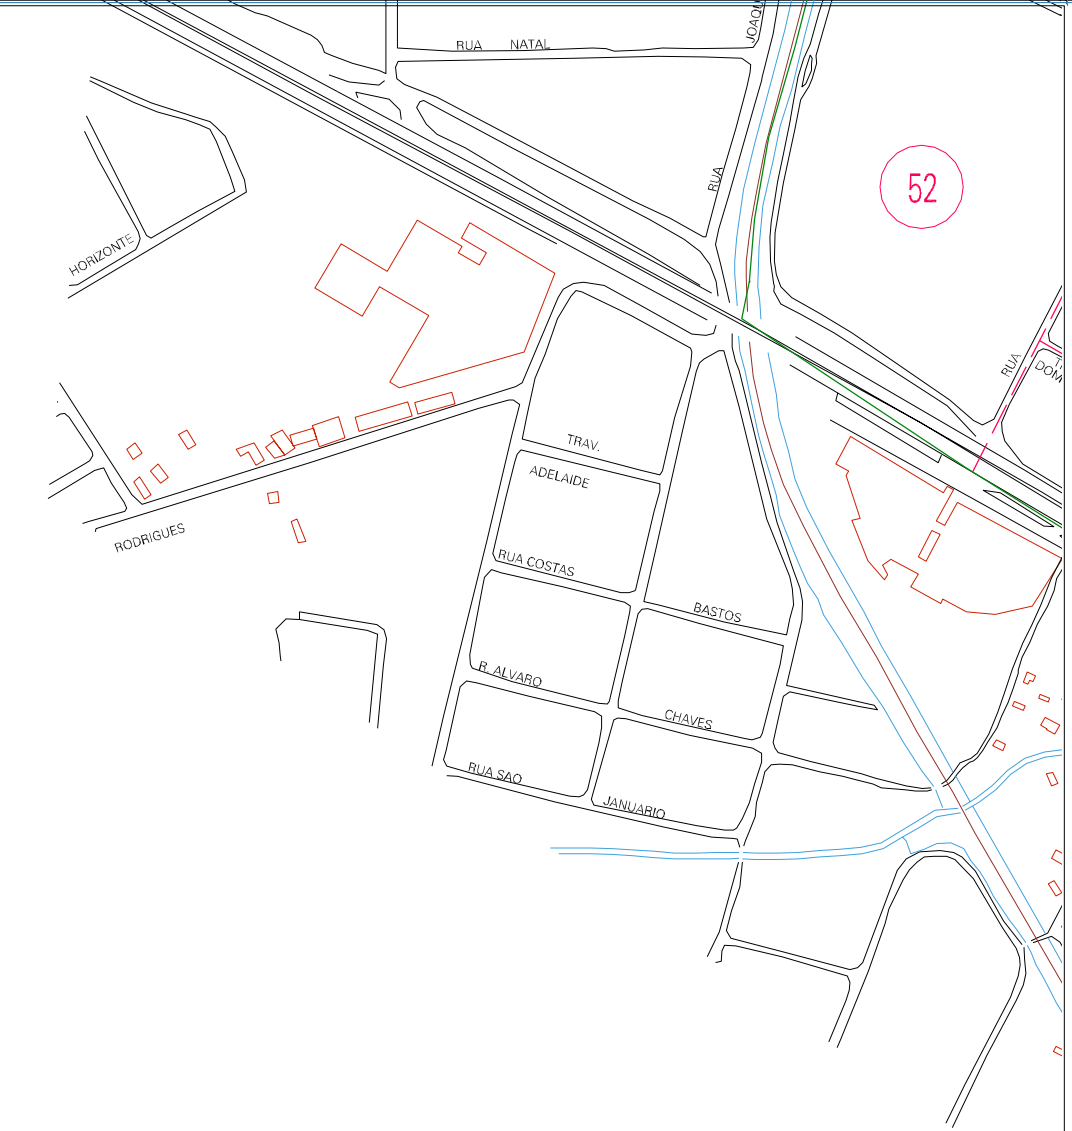 JOAQU
RUA NATAL
RUA
52
HORIZONTE
RUA
DOM
TRAV.
ADELAIDE
RODRIGUES
RUA COSTAS
BASTOS
R. ALVARO
CHAVES
RUA SAO
JANUARIO